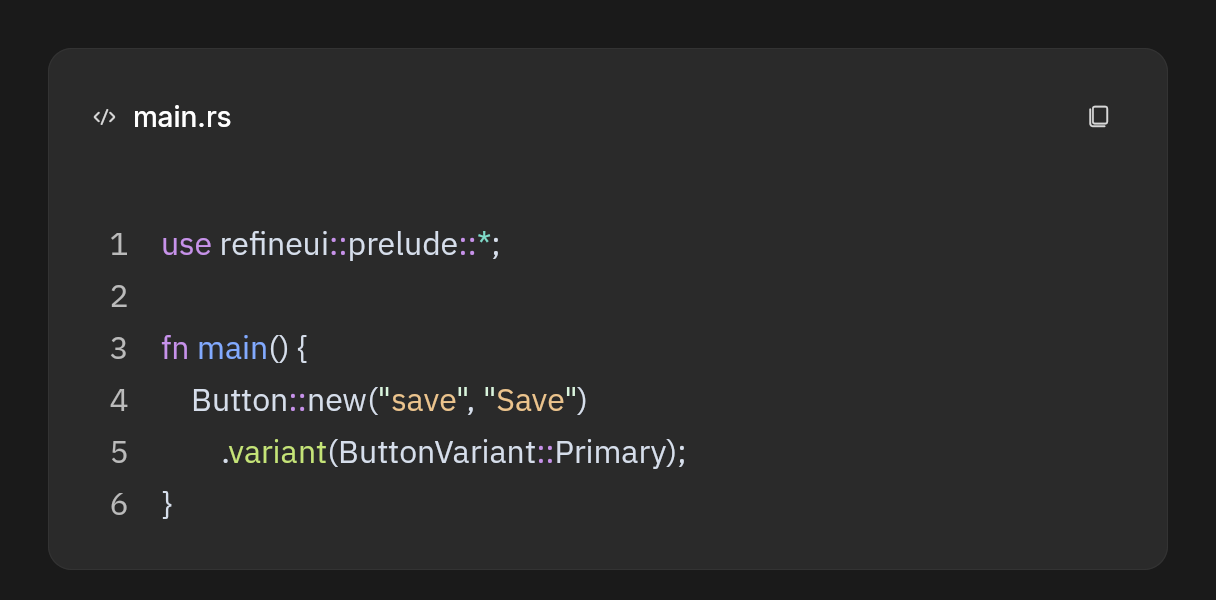 main.rs
1 use refineui::prelude::*;
2
3 fn main() {
4     Button::new("save", "Save")
5         .variant(ButtonVariant::Primary);
6 }